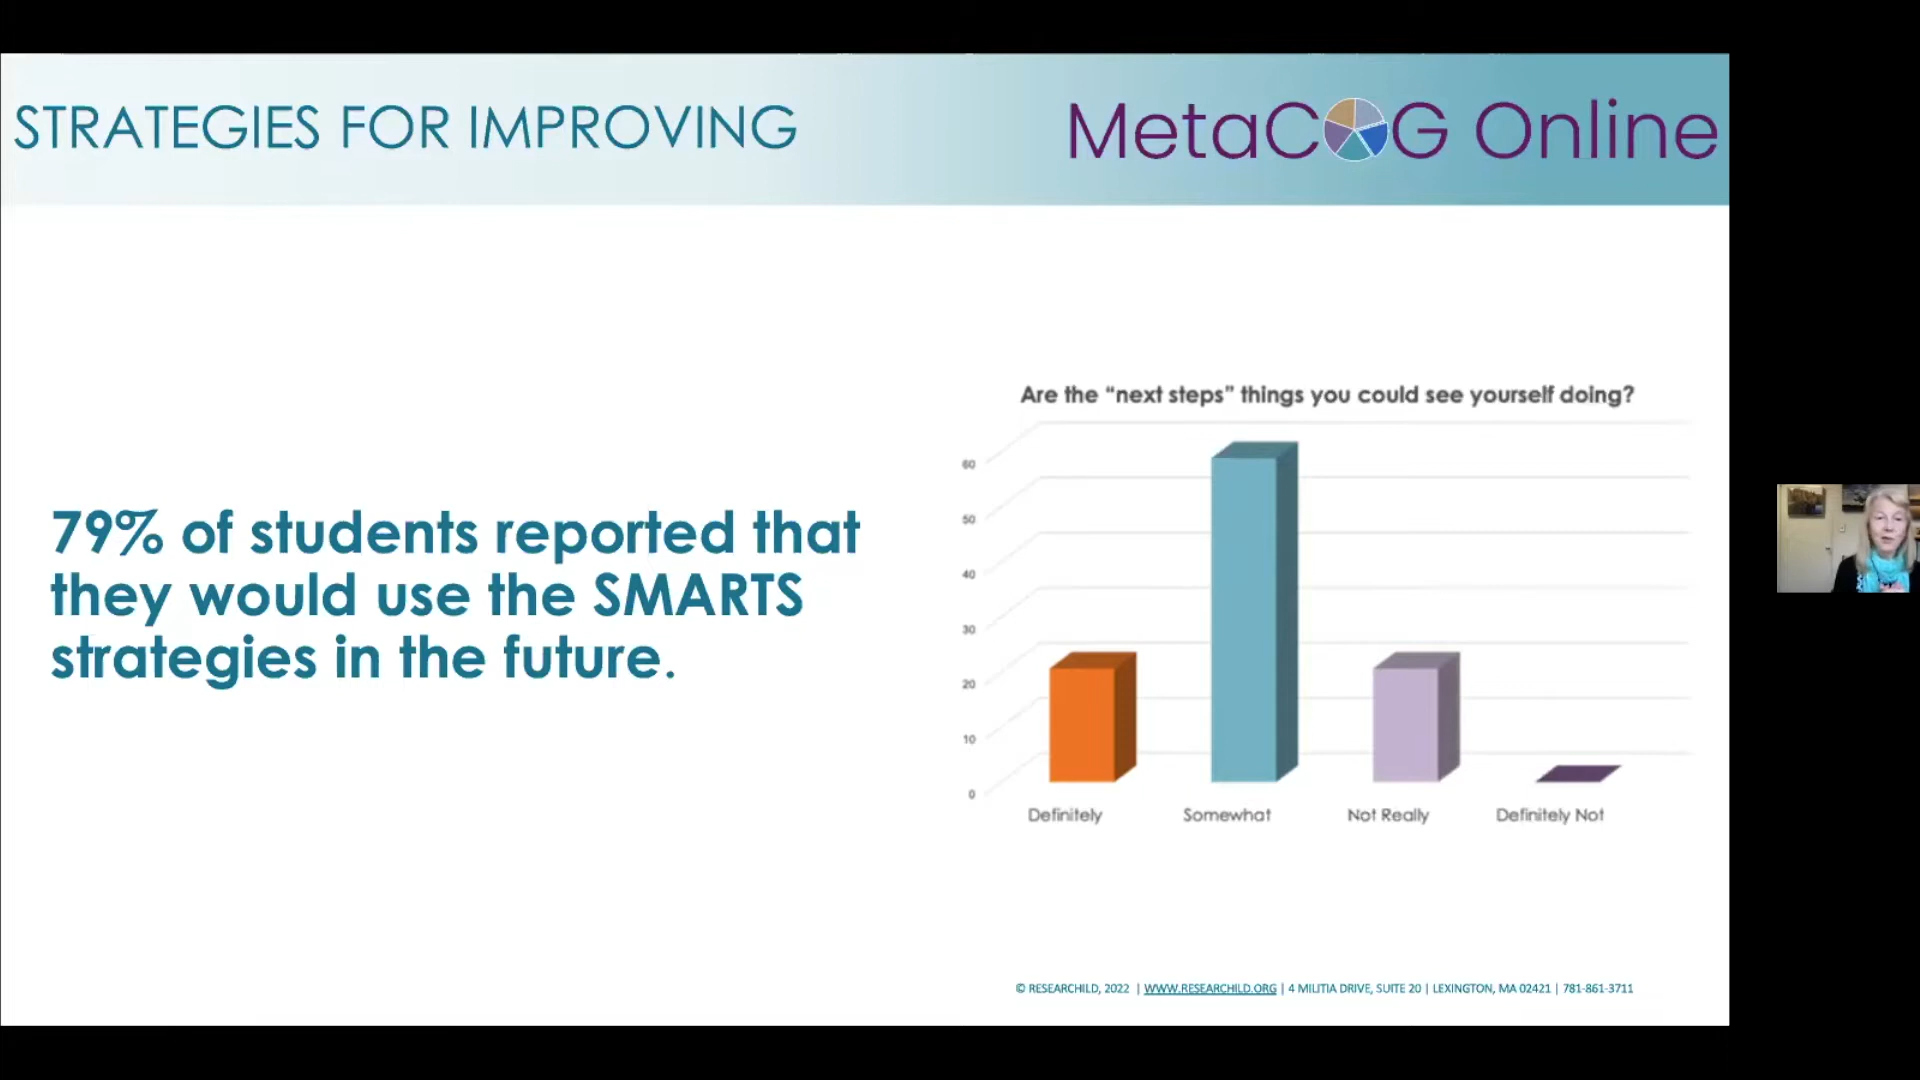 STRATEGIES FOR IMPROVING
MetaCOG Online
79% of students reported that
they would use the SMARTS
strategies in the future.
Are the “next steps” things you could see yourself doing?
60
50
40
30
20
10
0
Definitely
Somewhat
Not Really
Definitely Not
© RESEARCHILD, 2022 | WWW.RESEARCHILD.ORG | 4 MILITIA DRIVE, SUITE 20 | LEXINGTON, MA 02421 | 781-861-3711